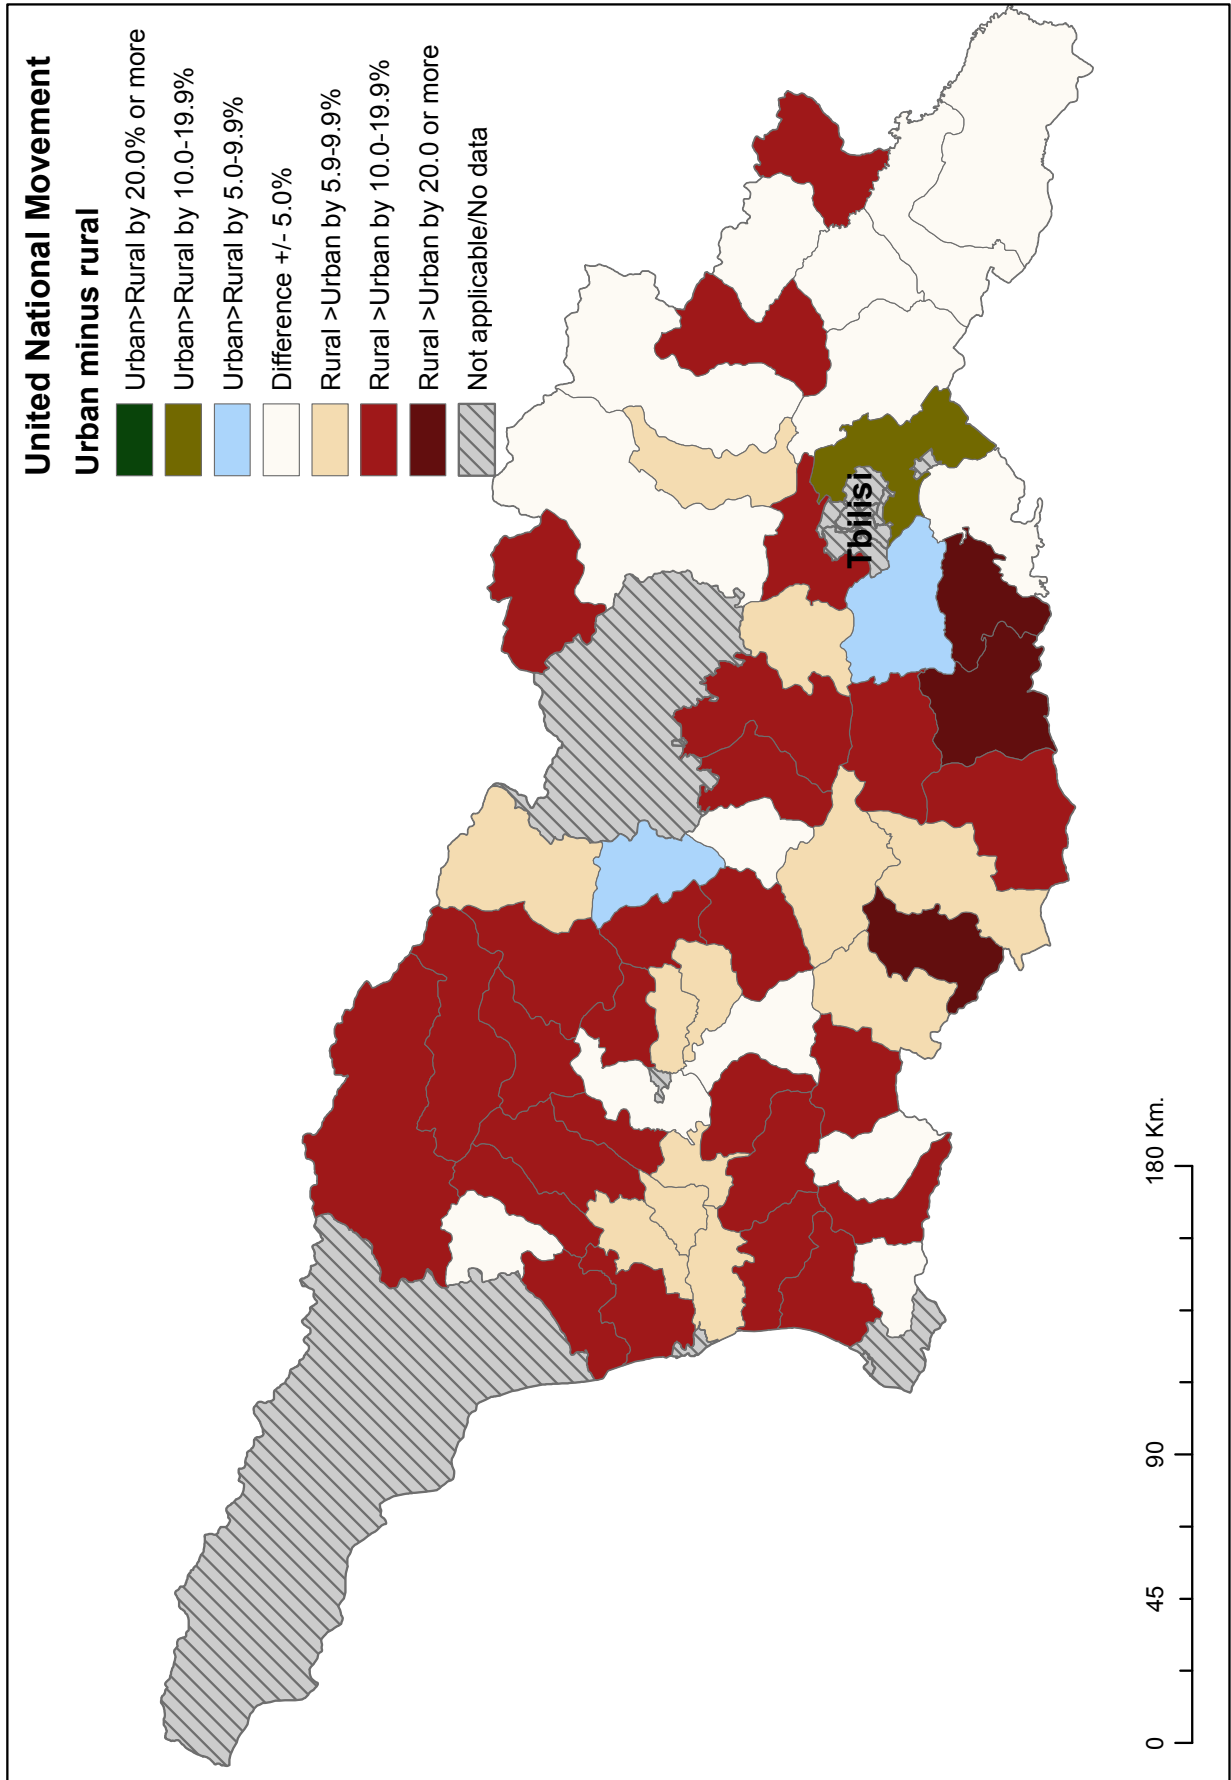 United National Movement
Urban minus rural
Urban>Rural by 20.0% or more
Urban>Rural by 10.0-19.9%
Urban>Rural by 5.0-9.9%
Difference +/- 5.0%
Rural >Urban by 5.9-9.9%
Rural >Urban by 10.0-19.9%
Rural >Urban by 20.0 or more
Not applicable/No data
Tbilisi
0 45 90 180 Km.